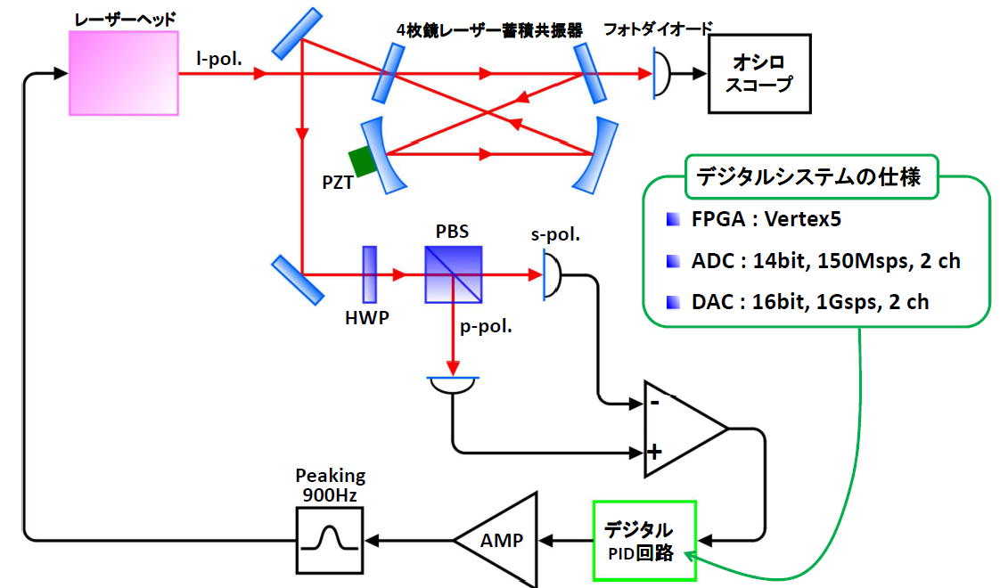 レーザーヘッド
l-pol.
4枚鏡レーザー蓄積共振器
フォトダイオード
オシロ
スコープ
PZT
デジタルシステムの仕様
FPGA : Vertex5
ADC : 14bit, 150Msps, 2 ch
DAC : 16bit, 1Gsps, 2 ch
PBS
s-pol.
HWP
p-pol.
-
+
Peaking
900Hz
AMP
デジタル
PID回路